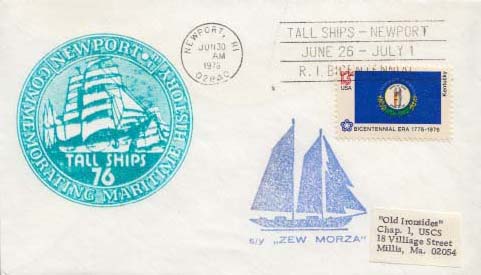 NEWPORT, R.I.
COMMEMORATING MARITIME HISTORY
TALL SHIPS
76
NEWPORT, RI
JUN 30
AM
1976
TALL SHIPS - NEWPORT
JUNE 26 - JULY 1
R.I. BICENTENNIAL
13c
USA
Kentucky
BICENTENNIAL ERA 1776-1976
s/y „ZEW MORZA"
"Old Ironsides"
Chap. 1, USCS
18 Villiage Street
Millis, Ma. 02054